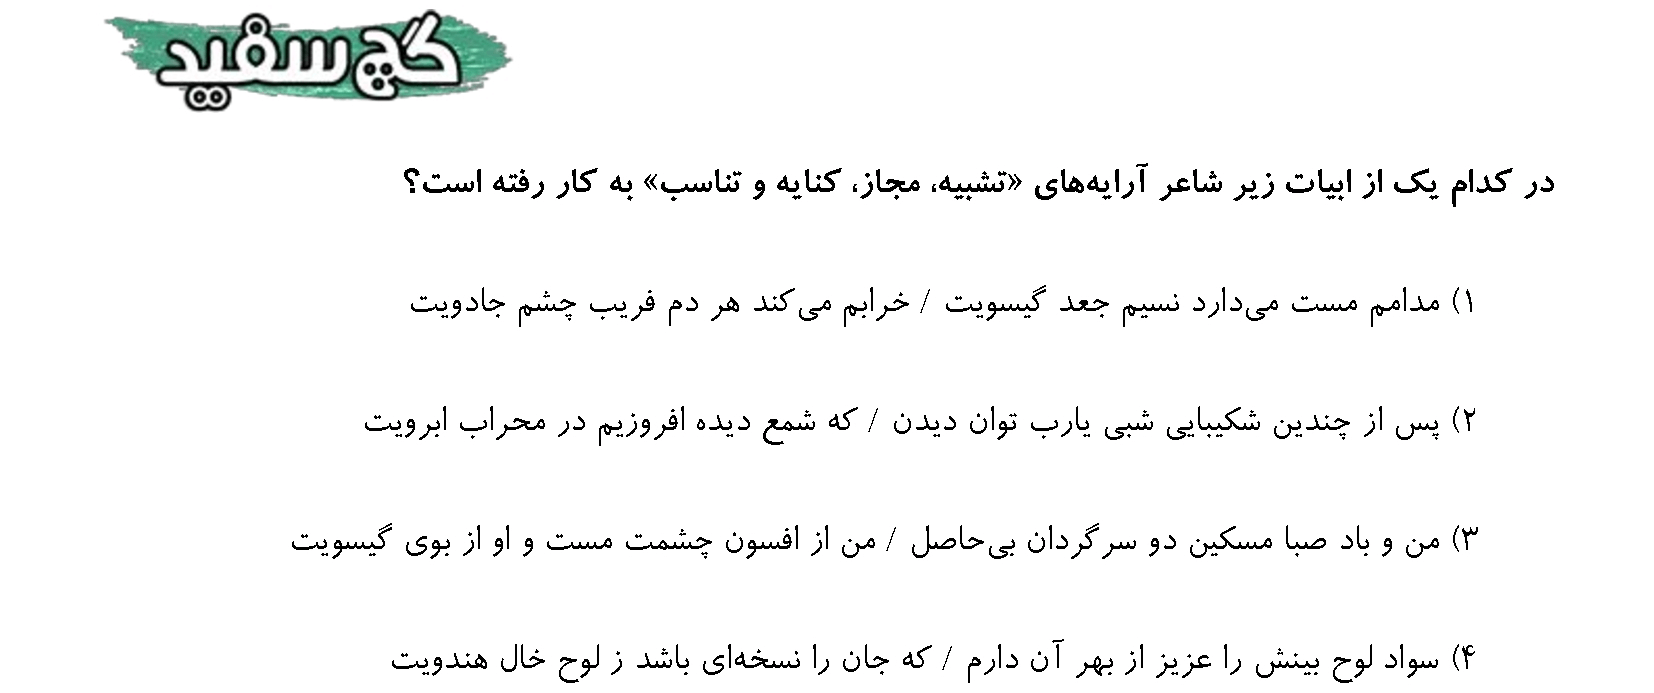 گچ سفید
در کدام یک از ابیات زیر شاعر آرایه‌های «تشبیه، مجاز، کنایه و تناسب» به کار رفته است؟
۱) مدامم مست می‌دارد نسیم جعد گیسویت / خرابم می‌کند هر دم فریب چشم جادویت
۲) پس از چندین شکیبایی شبی یارب توان دیدن / که شمع دیده افروزیم در محراب ابرویت
۳) من و باد صبا مسکین دو سرگردان بی‌حاصل / من از افسون چشمت مست و او از بوی گیسویت
۴) سواد لوح بینش را عزیز از بهر آن دارم / که جان را نسخه‌ای باشد ز لوح خال هندویت